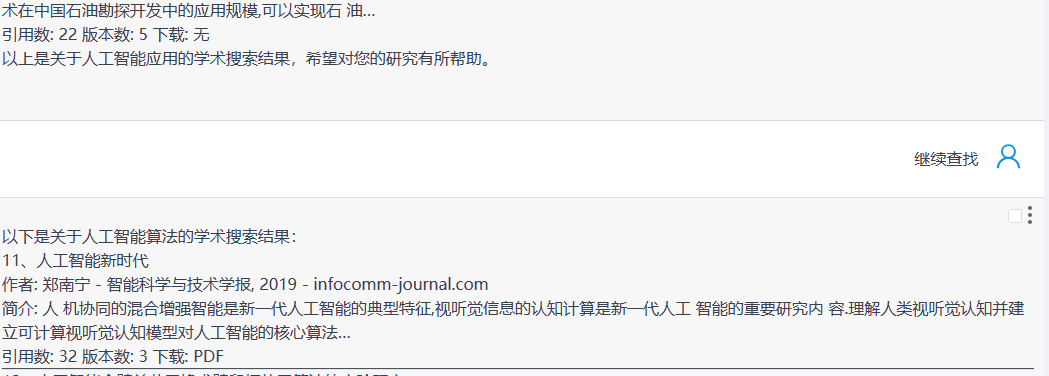 术在中国石油勘探开发中的应用规模,可以实现石 油...
引用数: 22 版本数: 5 下载: 无
以上是关于人工智能应用的学术搜索结果，希望对您的研究有所帮助。
继续查找
以下是关于人工智能算法的学术搜索结果：
11、人工智能新时代
作者: 郑南宁 - 智能科学与技术学报, 2019 - infocomm-journal.com
简介: 人 机协同的混合增强智能是新一代人工智能的典型特征,视听觉信息的认知计算是新一代人工 智能的重要研究内 容.理解人类视听觉认知并建
立可计算视听觉认知模型对人工智能的核心算法...
引用数: 32 版本数: 3 下载: PDF